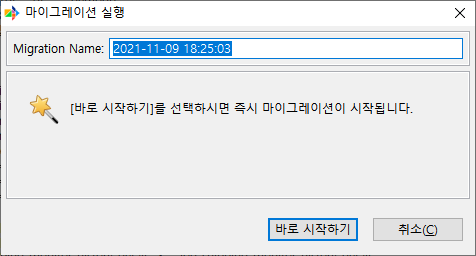 마이그레이션 실행
Migration Name: 2021-11-09 18:25:03
[바로 시작하기]를 선택하시면 즉시 마이그레이션이 시작됩니다.
바로 시작하기 취소(C)